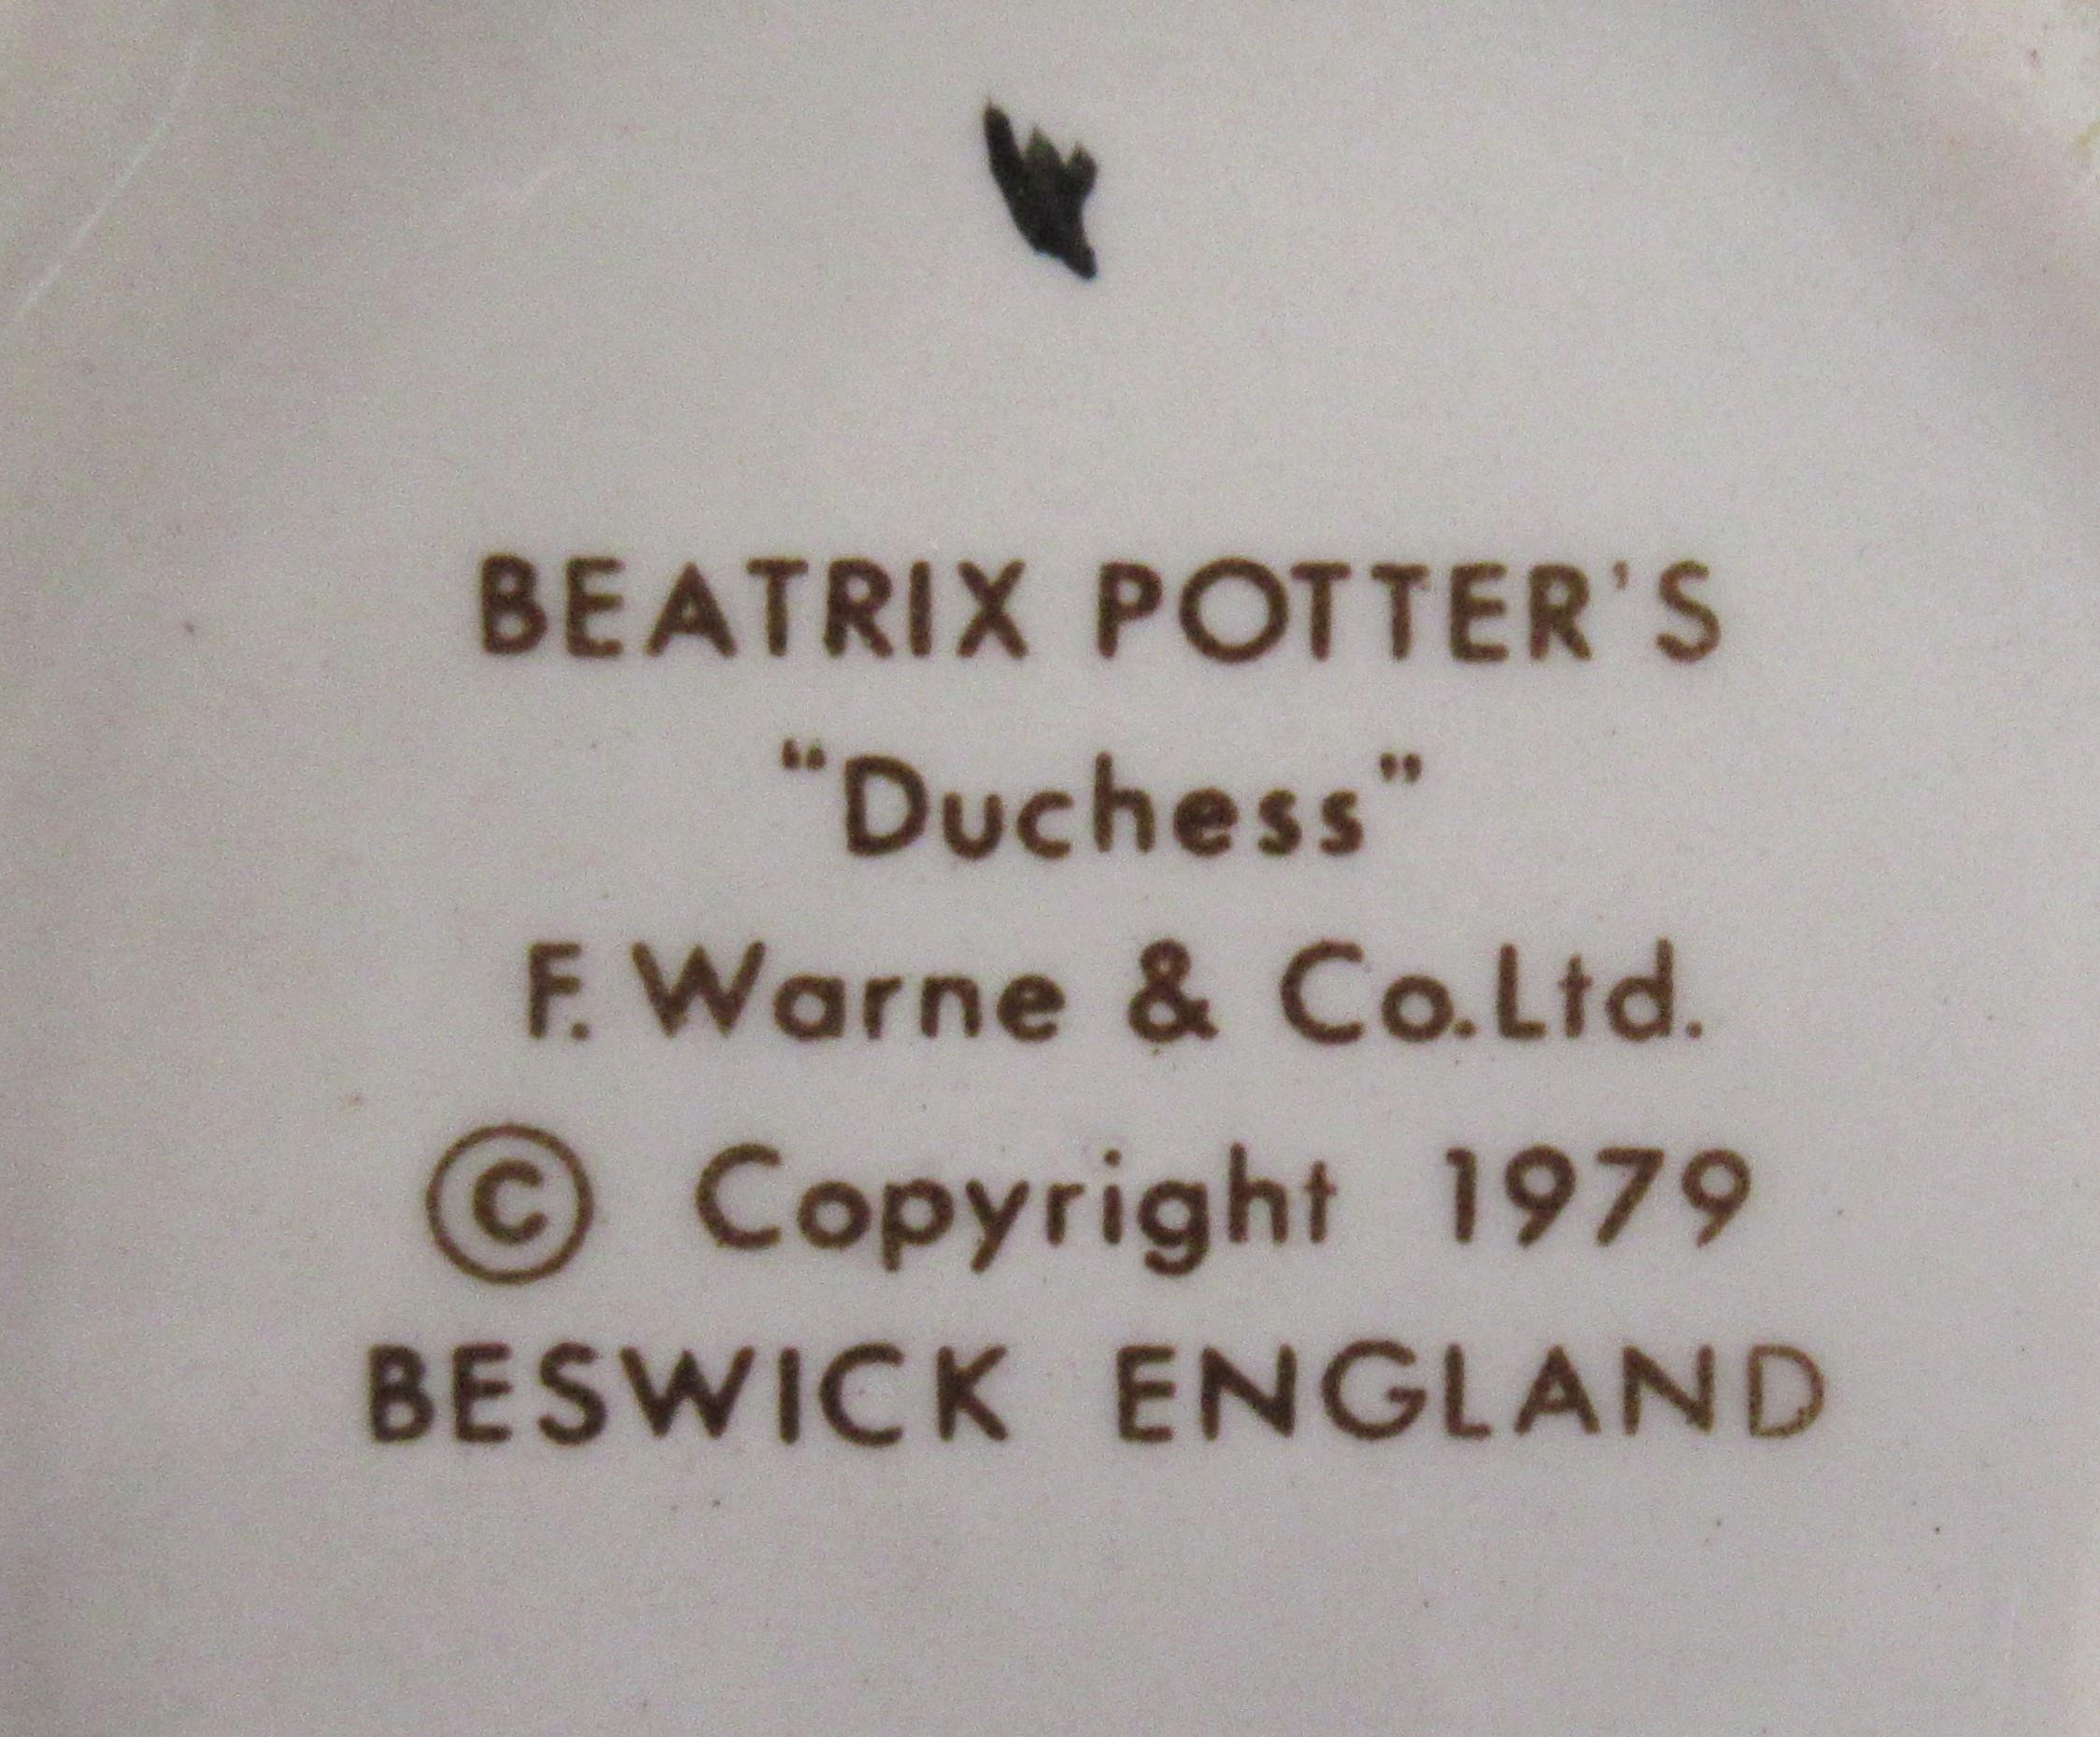 BEATRIX POTTER'S
“Duchess”
F. Warne & Co.Ltd.
© Copyright 1979
BESWICK ENGLAND